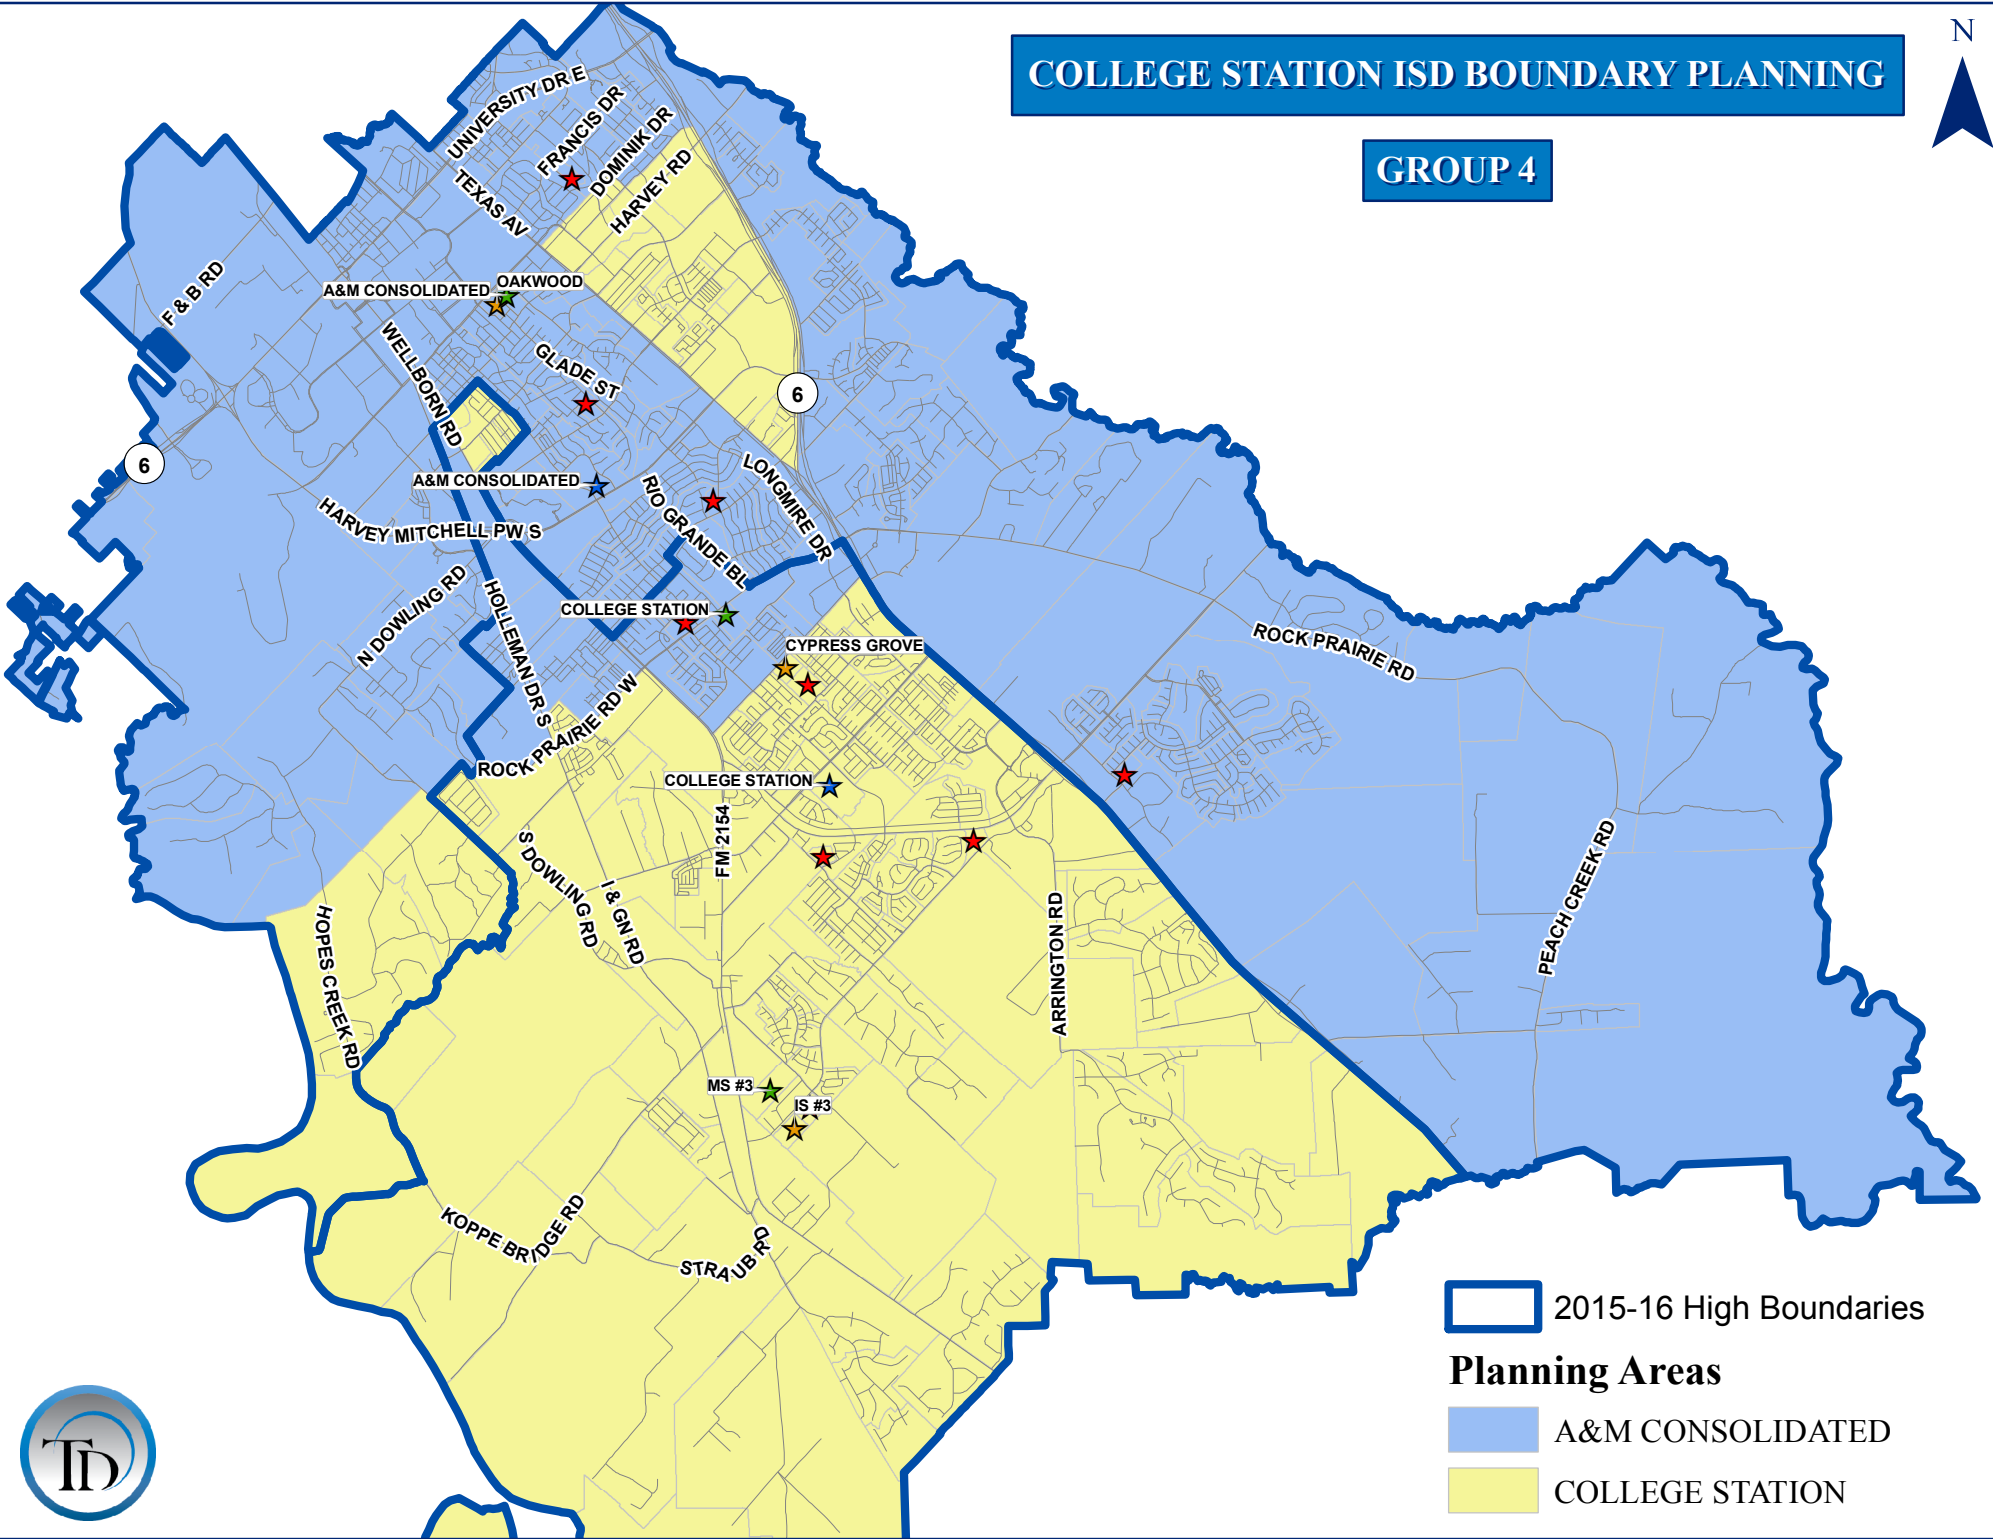 COLLEGE STATION ISD BOUNDARY PLANNING
N
GROUP 4
UNIVERSITY DR E
FRANCIS DR
DOMINIK DR
HARVEY RD
TEXAS AV
F & B RD
A&M CONSOLIDATED
OAKWOOD
WELLBORN RD
GLADE ST
6
6
A&M CONSOLIDATED
RIO GRANDE BL
LONGMIRE DR
HARVEY MITCHELL PW S
N DOWLING RD
HOLLEMAN DR S
COLLEGE STATION
CYPRESS GROVE
ROCK PRAIRIE RD
ROCK PRAIRIE RD W
COLLEGE STATION
FM 2154
S DOWLING RD
I & GN RD
HOPES CREEK RD
ARRINGTON RD
PEACH CREEK RD
MS #3
IS #3
KOPPE BRIDGE RD
STRAUB RD
2015-16 High Boundaries
Planning Areas
A&M CONSOLIDATED
COLLEGE STATION
TD